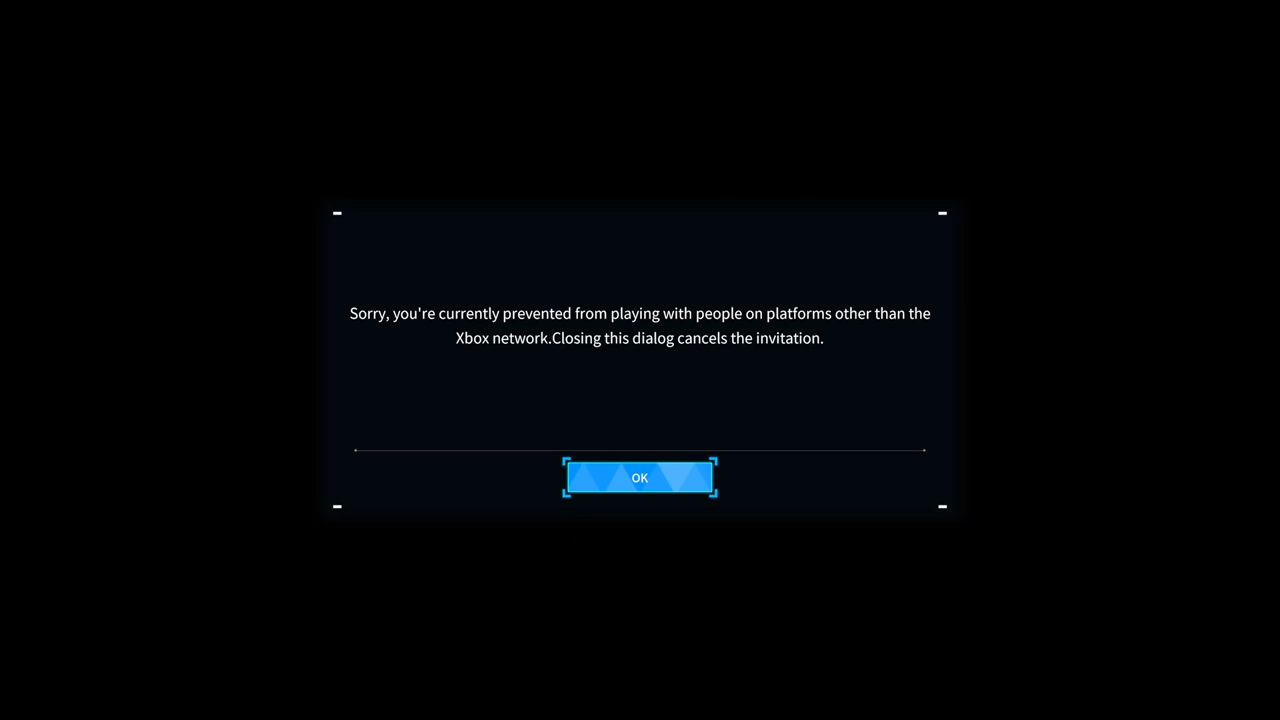 Sorry, you're currently prevented from playing with people on platforms other than the
Xbox network.Closing this dialog cancels the invitation.
OK